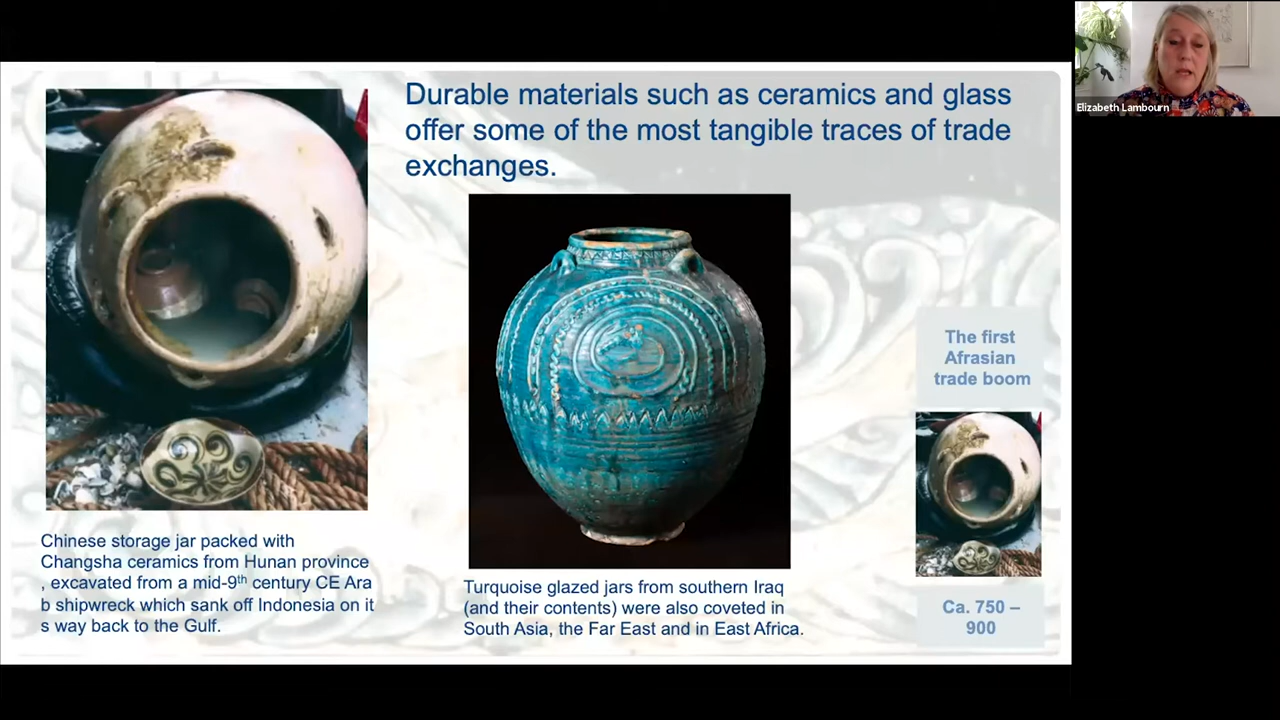 Durable materials such as ceramics and glass
offer some of the most tangible traces of trade
exchanges.
Chinese storage jar packed with
Changsha ceramics from Hunan province
, excavated from a mid-9th century CE Ara
b shipwreck which sank off Indonesia on it
s way back to the Gulf.
Turquoise glazed jars from southern Iraq
(and their contents) were also coveted in
South Asia, the Far East and in East Africa.
The first
Afrasian
trade boom
Ca. 750 –
900
Elizabeth Lambourn